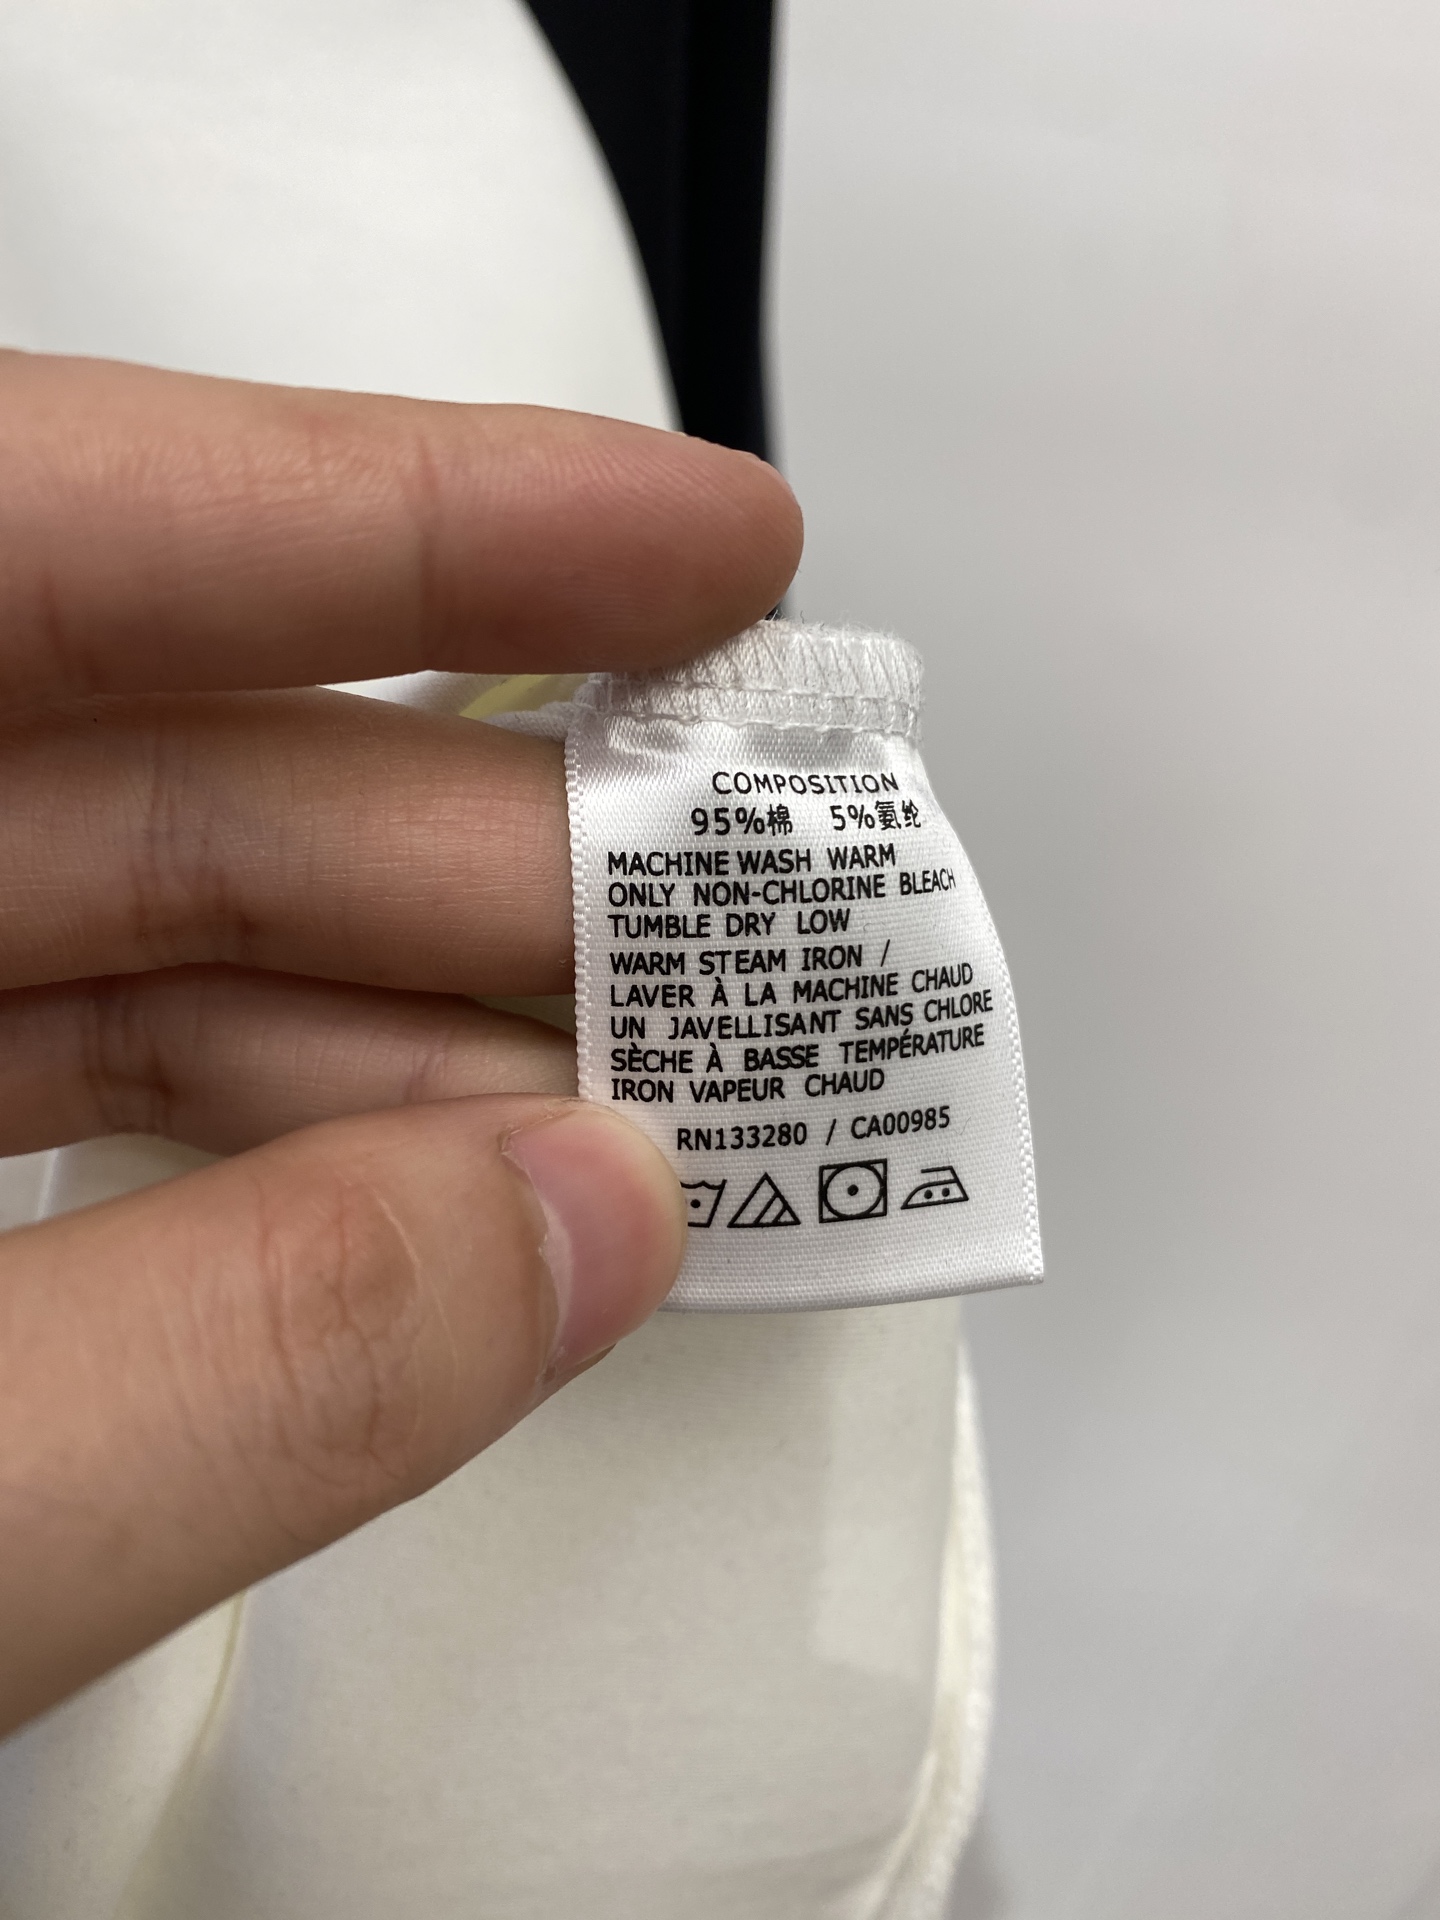 COMPOSITION
95%棉 5%氨纶
MACHINE WASH WARM
ONLY NON-CHLORINE BLEACH
TUMBLE DRY LOW
WARM STEAM IRON /
LAVER À LA MACHINE CHAUD
UN JAVELLISANT SANS CHLORE
SÈCHE À BASSE TEMPÉRATURE
IRON VAPEUR CHAUD
RN133280 / CA00985